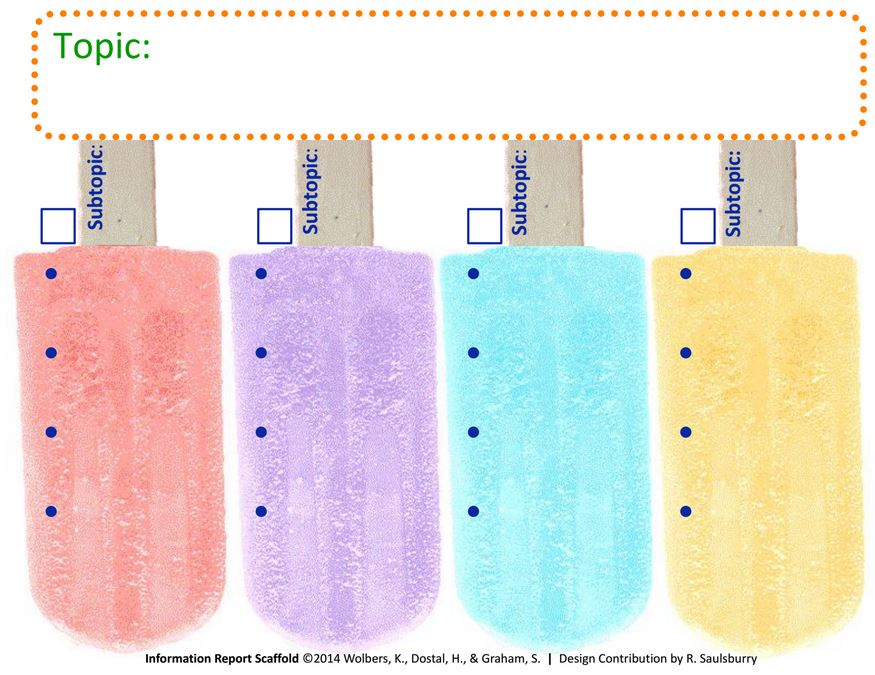 Topic:
Subtopic:
Subtopic:
Subtopic:
Subtopic:
Information Report Scaffold ©2014 Wolbers, K., Dostal, H., & Graham, S. | Design Contribution by R. Saulsburry